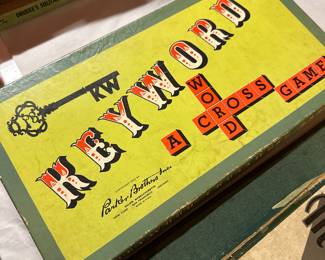 KW
KEYWORD
A CROSS WORD GAME
Parker Brothers Inc